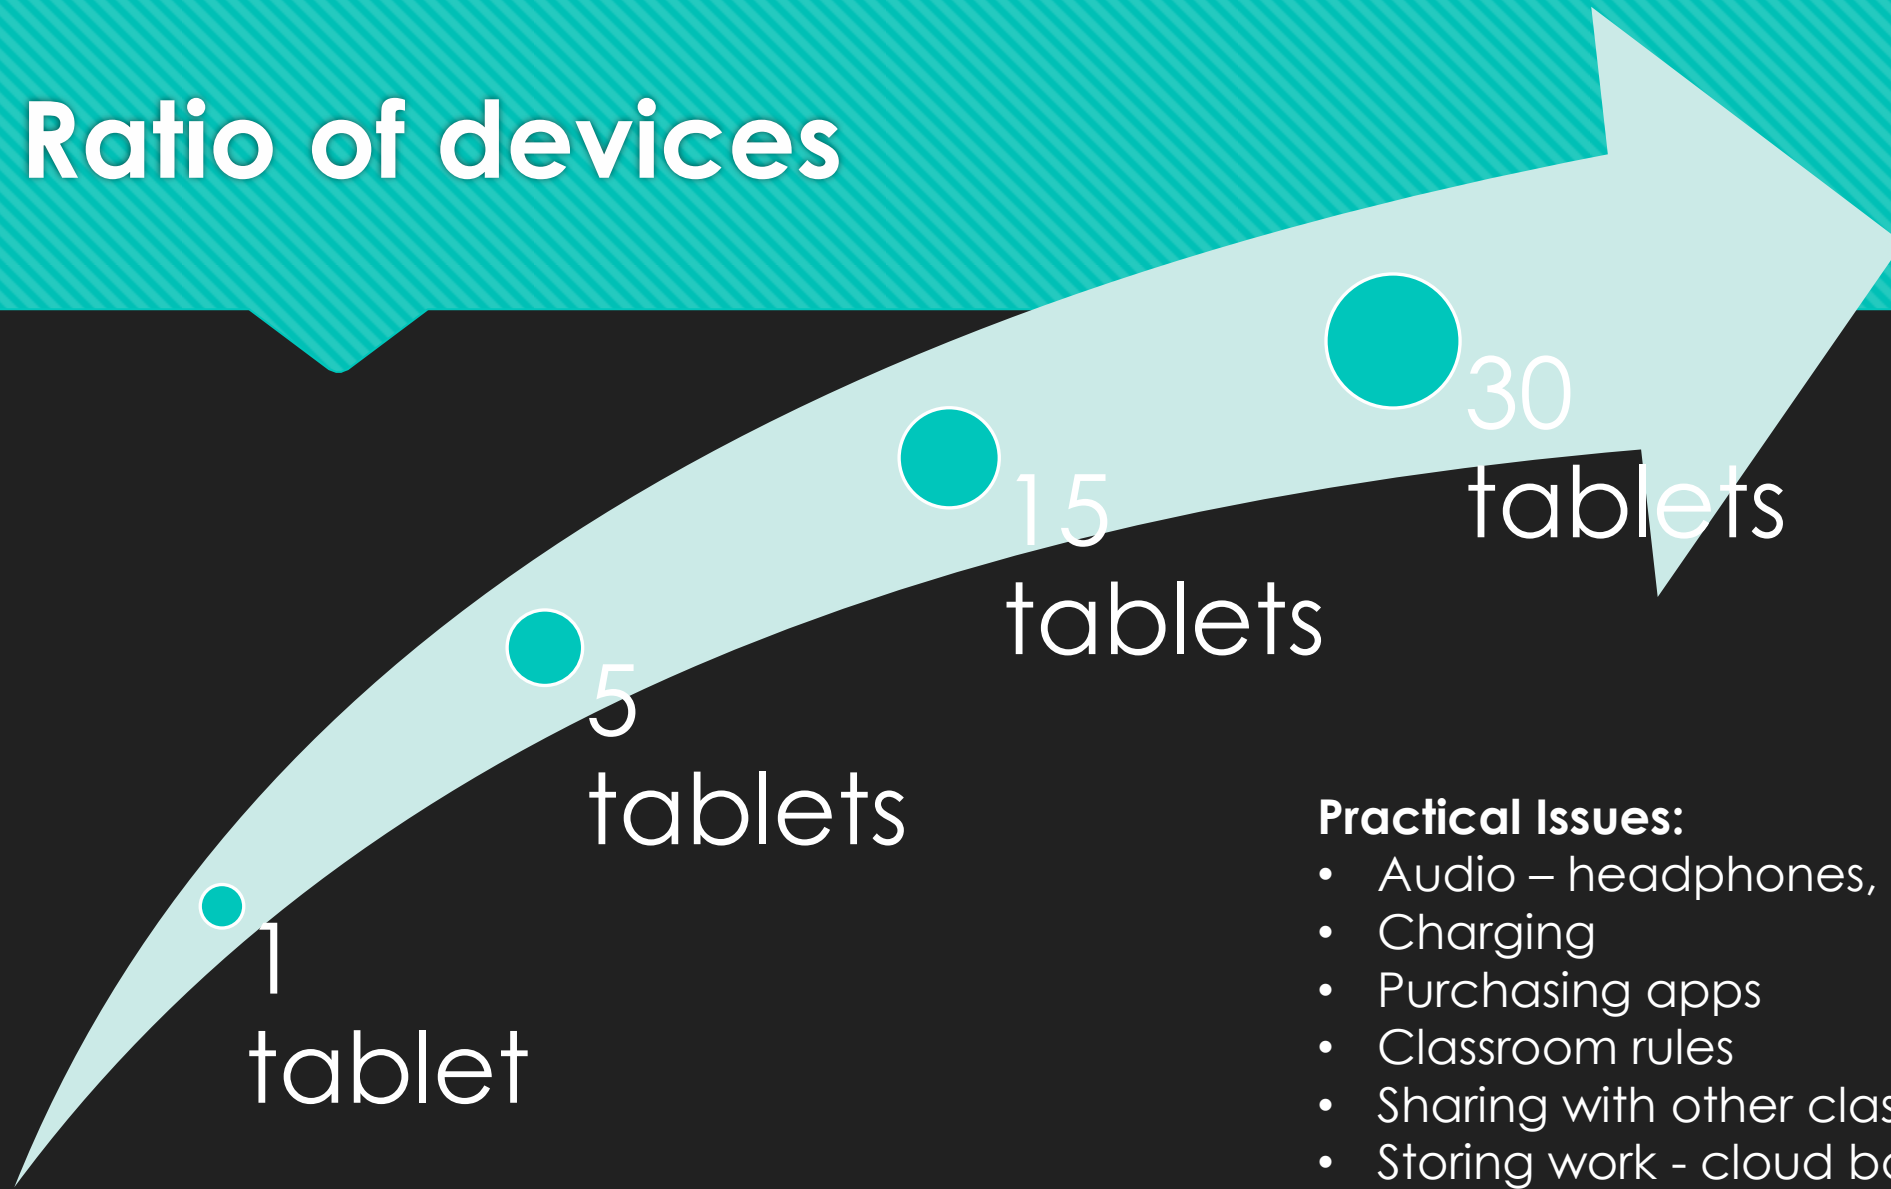 Ratio of devices
1
tablet
5
tablets
15
tablets
30
tablets
Practical Issues:
• Audio – headphones,
• Charging
• Purchasing apps
• Classroom rules
• Sharing with other
• Storing work - cloud